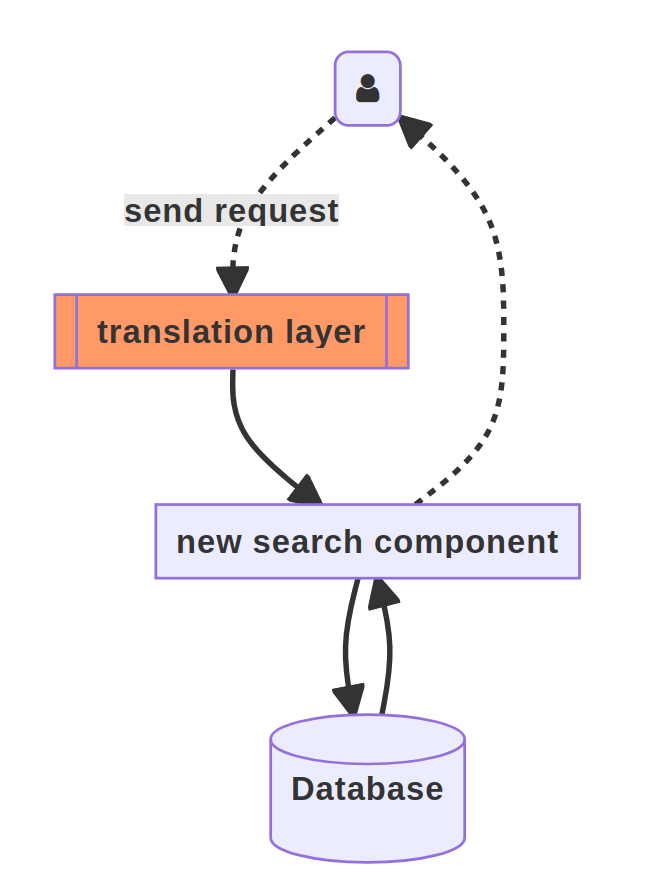 send request
translation layer
new search component
Database